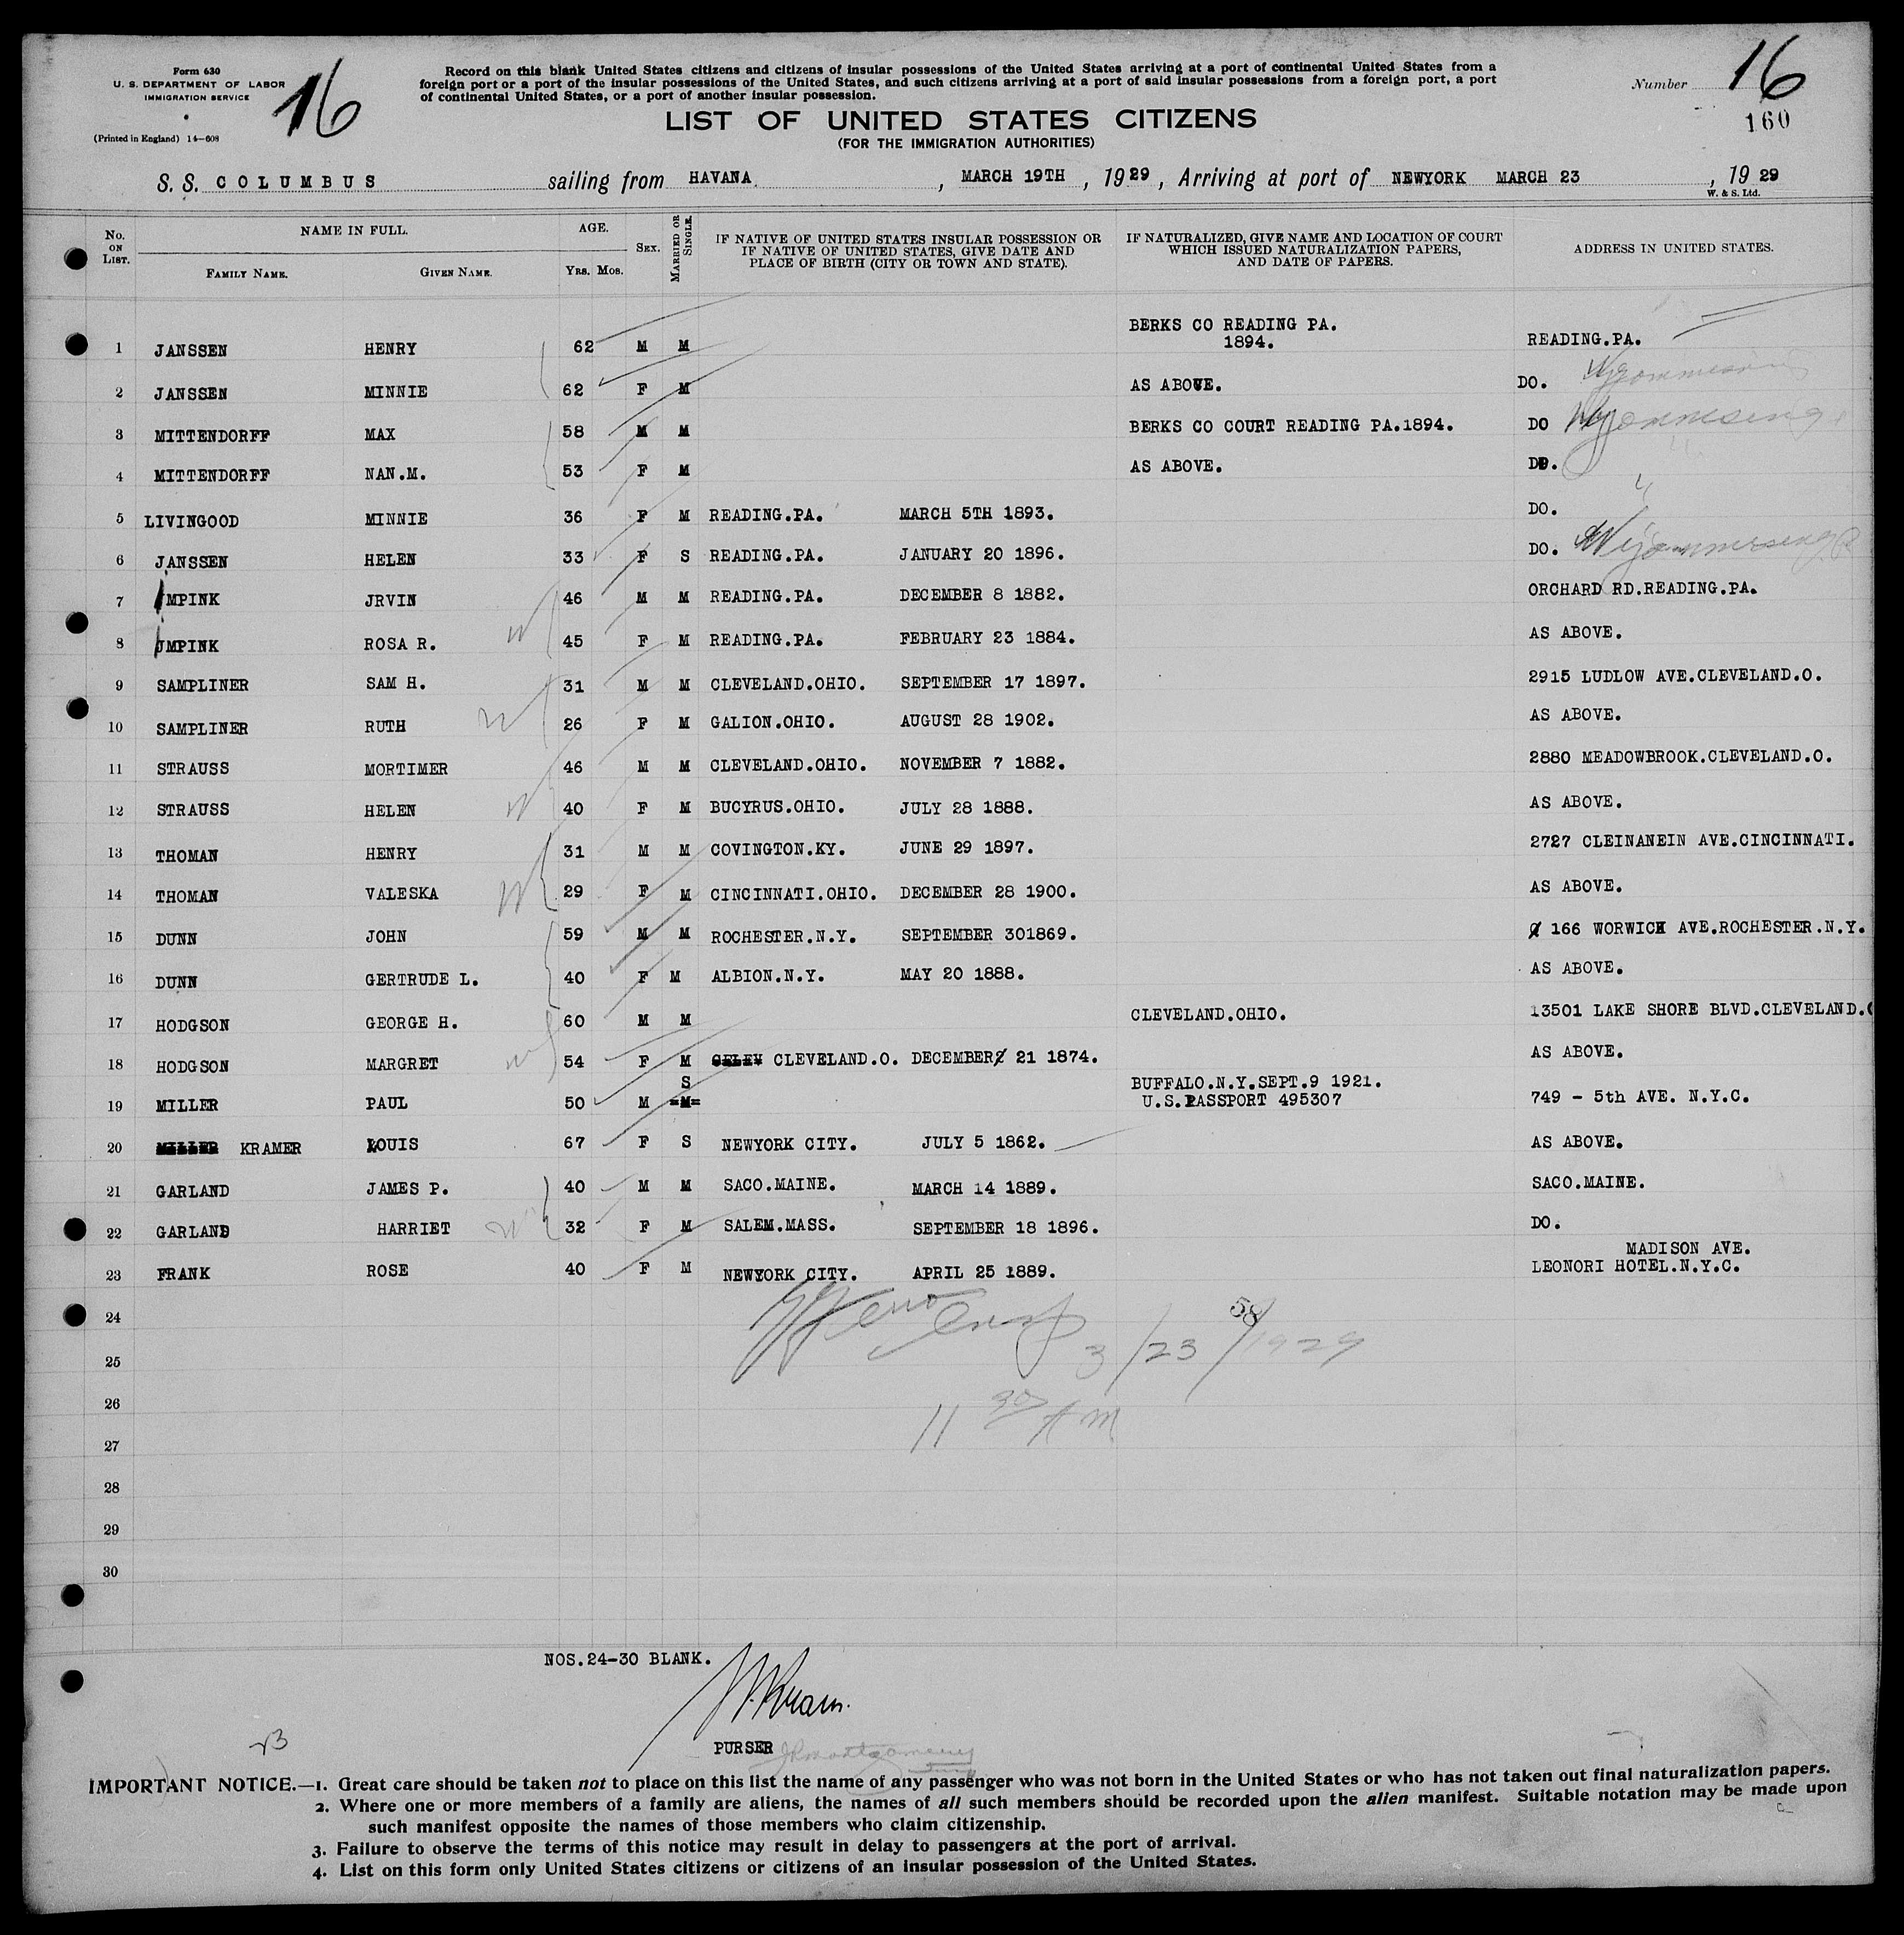 Form 630
U. S. DEPARTMENT OF LABOR
IMMIGRATION SERVICE
(Printed in England) 14—608
16
Record on this blank United States citizens and citizens of insular possessions of the United States arriving at a port of continental United States from a
foreign port or a port of the insular possessions of the United States, and such citizens arriving at a port of said insular possessions from a foreign port, a port
of continental United States, or a port of another insular possession.
Number 16
160
LIST OF UNITED STATES CITIZENS
(FOR THE IMMIGRATION AUTHORITIES)
S. S. COLUMBUS sailing from HAVANA, MARCH 19TH, 1929, Arriving at port of NEWYORK MARCH 23, 1929
W. & S. Ltd.
No. ON LIST. NAME IN FULL. FAMILY NAME. GIVEN NAME. AGE. YRS. MOS. SEX. MARRIED OR SINGLE. IF NATIVE OF UNITED STATES INSULAR POSSESSION OR IF NATIVE OF UNITED STATES, GIVE DATE AND PLACE OF BIRTH (CITY OR TOWN AND STATE). IF NATURALIZED, GIVE NAME AND LOCATION OF COURT WHICH ISSUED NATURALIZATION PAPERS, AND DATE OF PAPERS. ADDRESS IN UNITED STATES.
1 JANSSEN HENRY 62 M M BERKS CO READING PA. 1894. READING.PA.
2 JANSSEN MINNIE 62 F M AS ABOVE. DO.
3 MITTENDORFF MAX 58 M M BERKS CO COURT READING PA.1894. DO
4 MITTENDORFF NAN.M. 53 F M AS ABOVE. DO.
5 LIVINGOOD MINNIE 36 F M READING.PA. MARCH 5TH 1893. DO.
6 JANSSEN HELEN 33 F S READING.PA. JANUARY 20 1896. DO.
7 IMPINK JRVIN 46 M M READING.PA. DECEMBER 8 1882. ORCHARD RD.READING.PA.
8 IMPINK ROSA R. 45 F M READING.PA. FEBRUARY 23 1884. AS ABOVE.
9 SAMPLINER SAM H. 31 M M CLEVELAND.OHIO. SEPTEMBER 17 1897. 2915 LUDLOW AVE.CLEVELAND.O.
10 SAMPLINER RUTH 26 F M GALION.OHIO. AUGUST 28 1902. AS ABOVE.
11 STRAUSS MORTIMER 46 M M CLEVELAND.OHIO. NOVEMBER 7 1882. 2880 MEADOWBROOK.CLEVELAND.O.
12 STRAUSS HELEN 40 F M BUCYRUS.OHIO. JULY 28 1888. AS ABOVE.
13 THOMAN HENRY 31 M M COVINGTON.KY. JUNE 29 1897. 2727 CLEINANEIN AVE.CINCINNATI.
14 THOMAN VALESKA 29 F M CINCINNATI.OHIO. DECEMBER 28 1900. AS ABOVE.
15 DUNN JOHN 59 M M ROCHESTER.N.Y. SEPTEMBER 301869. 166 WORWICK AVE.ROCHESTER.N.Y.
16 DUNN GERTRUDE L. 40 F M ALBION.N.Y. MAY 20 1888. AS ABOVE.
17 HODGSON GEORGE H. 60 M M CLEVELAND.OHIO. 13501 LAKE SHORE BLVD.CLEVELAND.
18 HODGSON MARGRET 54 F M CLEVELAND.O. DECEMBER 21 1874. AS ABOVE.
19 MILLER PAUL 50 M S BUFFALO.N.Y.SEPT.9 1921. U.S.PASSPORT 495307 749 - 5th AVE. N.Y.C.
20 MILLER KRAMER LOUIS 67 F S NEWYORK CITY. JULY 5 1862. AS ABOVE.
21 GARLAND JAMES P. 40 M M SACO.MAINE. MARCH 14 1889. SACO.MAINE.
22 GARLAND HARRIET 32 F M SALEM.MASS. SEPTEMBER 18 1896. DO.
23 FRANK ROSE 40 F M NEWYORK CITY. APRIL 25 1889. MADISON AVE. LEONORI HOTEL.N.Y.C.
24
58
25
3/23/1929
26
11 30 AM
27
28
29
30
NOS.24-30 BLANK.
PURSER
IMPORTANT NOTICE.—1. Great care should be taken not to place on this list the name of any passenger who was not born in the United States or who has not taken out final naturalization papers.
2. Where one or more members of a family are aliens, the names of all such members should be recorded upon the alien manifest. Suitable notation may be made upon
such manifest opposite the names of those members who claim citizenship.
3. Failure to observe the terms of this notice may result in delay to passengers at the port of arrival.
4. List on this form only United States citizens or citizens of an insular possession of the United States.